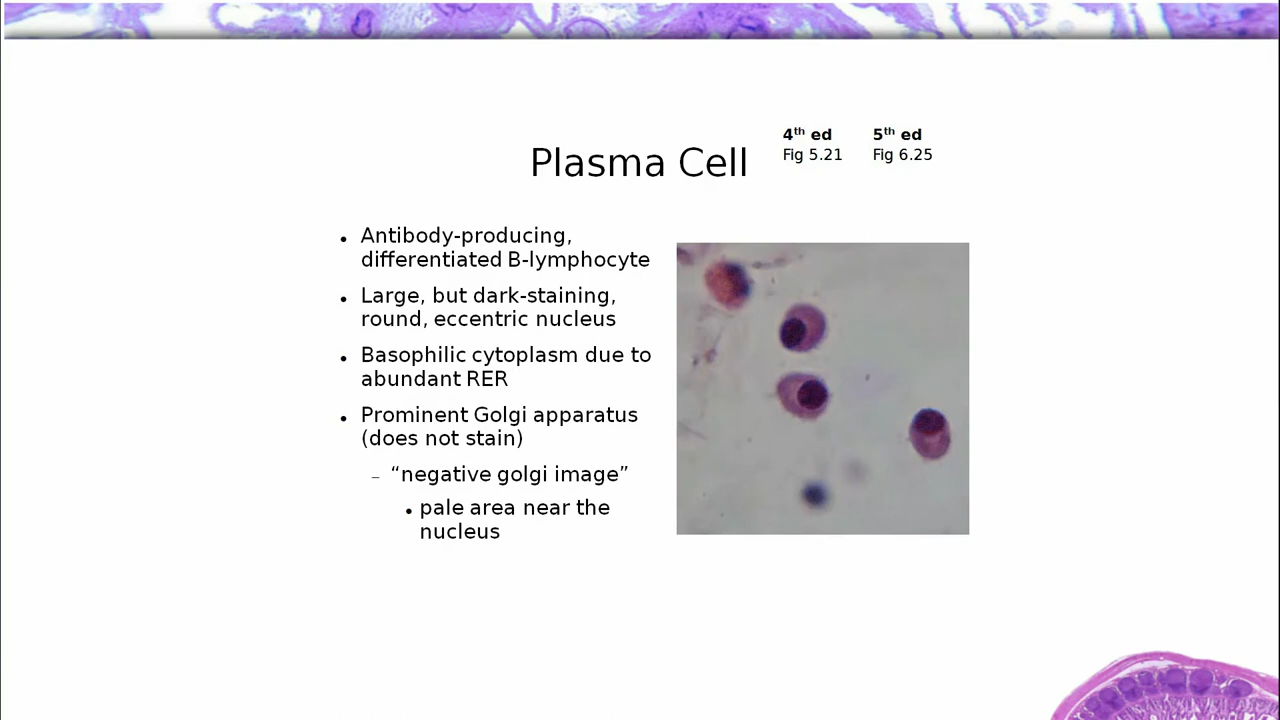 4th ed 5th ed
Fig 5.21 Fig 6.25
Plasma Cell
• Antibody-producing,
differentiated B-lymphocyte
• Large, but dark-staining,
round, eccentric nucleus
• Basophilic cytoplasm due to
abundant RER
• Prominent Golgi apparatus
(does not stain)
– “negative golgi image”
• pale area near the
nucleus